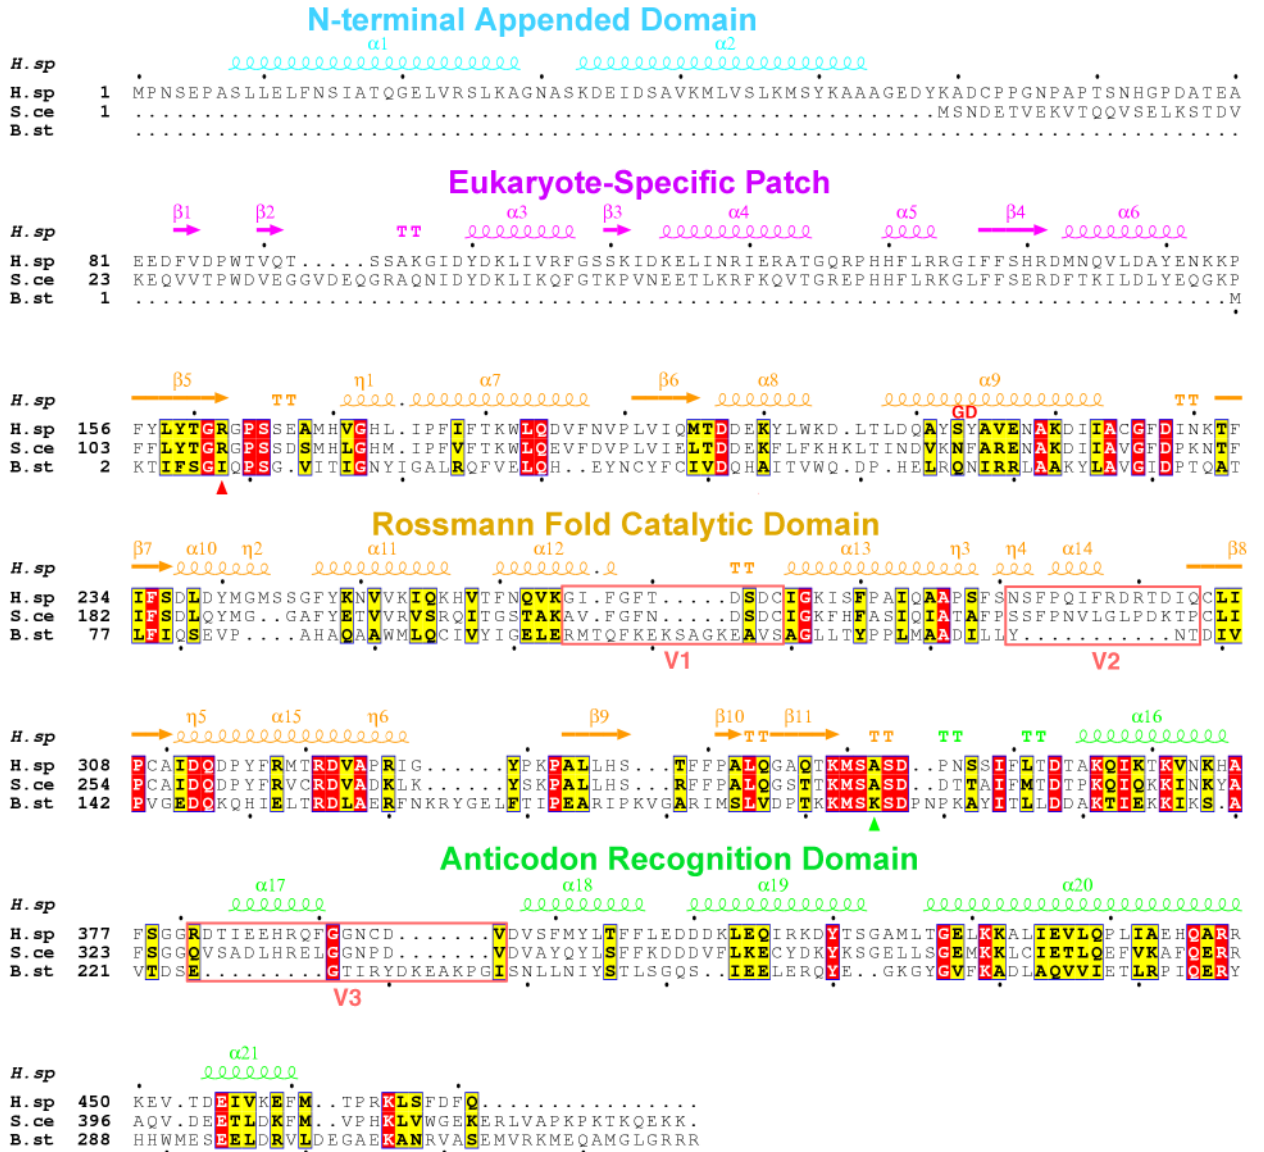 N-terminal Appended Domain
α1 α2
H.sp
H.sp 1 MPNSEPASLLELFNSIATQGELVRSLKAGNASKDEIDSAVKMLVSLKMSYKAAAGEDYKADCPPGNPAPTSNHGPDATEA
S.ce 1 ..........................................................MSNDETVEKVTQQVSELKSTDV
B.st ................................................................................
Eukaryote-Specific Patch
β1 β2 α3 β3 α4 α5 β4 α6
H.sp TT
H.sp 81 EEDFVDPWTVQT.....SSAKGIDYDKLIVRFGSSKIDKELINRIERATGQRPHHFLRRGIFFSHRDMNQVLDAYENKKP
S.ce 23 KEQVVTPWDVEGGVDEQGRAQNIDYDKLIKQFGTKPVNEETLKRFKQVTGREPHHFLRKGLFFSERDFTKILDLYEQGKP
B.st 1 ...............................................................................M
β5 η1 α7 β6 α8 α9
H.sp TT TT
GD
H.sp 156 FYLYTGRGPSSEAMHVGHL.IPFIFTKWLQDVFNVPLVIQMTDDEKYLWKD.LTLDQAYSYAVENAKDIIACGFDINKTF
S.ce 103 FFLYTGRGPSSDSMHLGHM.IPFVFTKWLQEVFDVPLVIELTDDEKFLFKHKLTINDVKNFARENAKDIIAVGFDPKNTF
B.st 2 KTIFSGIQPSG.VITIGNYIGALRQFVELQH..EYNCYFCIVDQHAITVWQ.DP.HELRQNIRRLAAKYLAVGIDPTQAT
Rossmann Fold Catalytic Domain
β7 α10 η2 α11 α12 α13 η3 η4 α14 β8
H.sp TT
H.sp 234 IFSDLDYMGMSSGFYKNVVKIQKHVTFNQVKGI.FGFT.....DSDCIGKISFPAIQAAPSFSNSFPQIFRDRTDIQCLI
S.ce 182 IFSDLQYMG..GAFYETVVRVSRQITGSTAKAV.FGFN.....DSDCIGKFHFASIQIATAFPSSFPNVLGLPDKTPCLI
B.st 77 LFIQSEVP....AHAQAAWMLQCIVYIGELERMTQFKEKSAGKEAVSAGLLTYPPLMAADILLY...........NTDIV
V1 V2
η5 α15 η6 β9 β10 β11 α16
H.sp TT TT TT TT
H.sp 308 PCAIDQDPYFRMTRDVAPRIG......YPKPALLHS...TFFPALQGAQTKMSASD..PNSSIFLTDTAKQIKTKVNKHA
S.ce 254 PCAIDQDPYFRVCRDVADKLK......YSKPALLHS...RFFPALQGSTTKMSASD..DTTAIFMTDTPKQIQKKINKYA
B.st 142 PVGEDQKQHIELTRDLAERFNKRYGELFTIPEARIPKVGARIMSLVDPTKKMSKSDPNPKAYITLLDDAKTIEKKIKS.A
Anticodon Recognition Domain
α17 α18 α19 α20
H.sp
H.sp 377 FSGGRDTIEEHRQFGGNCD.......VDVSFMYLTFFLEDDDKLEQIRKDYTSGAMLTGELKKALIEVLQPLIAEHQARR
S.ce 323 FSGGQVSADLHRELGGNPD.......VDVAYQYLSFFKDDDVFLKECYDKYKSGELLSGEMKKLCIETLQEFVKAFQERR
B.st 221 VTDSE.........GTIRYDKEAKPGISNLLNIYSTLSGQS..IEELERQYE..GKGYGVFKADLAQVVIETLRPIQERY
V3
α21
H.sp
H.sp 450 KEV.TDEIVKEFM..TPRKLSFDFQ................
S.ce 396 AQV.DEETLDKFM..VPHKLVWGEKERLVAPKPKTKQEKK.
B.st 288 HHWMESEELDRVLDEGAEKANRVASEMVRKMEQAMGLGRRR